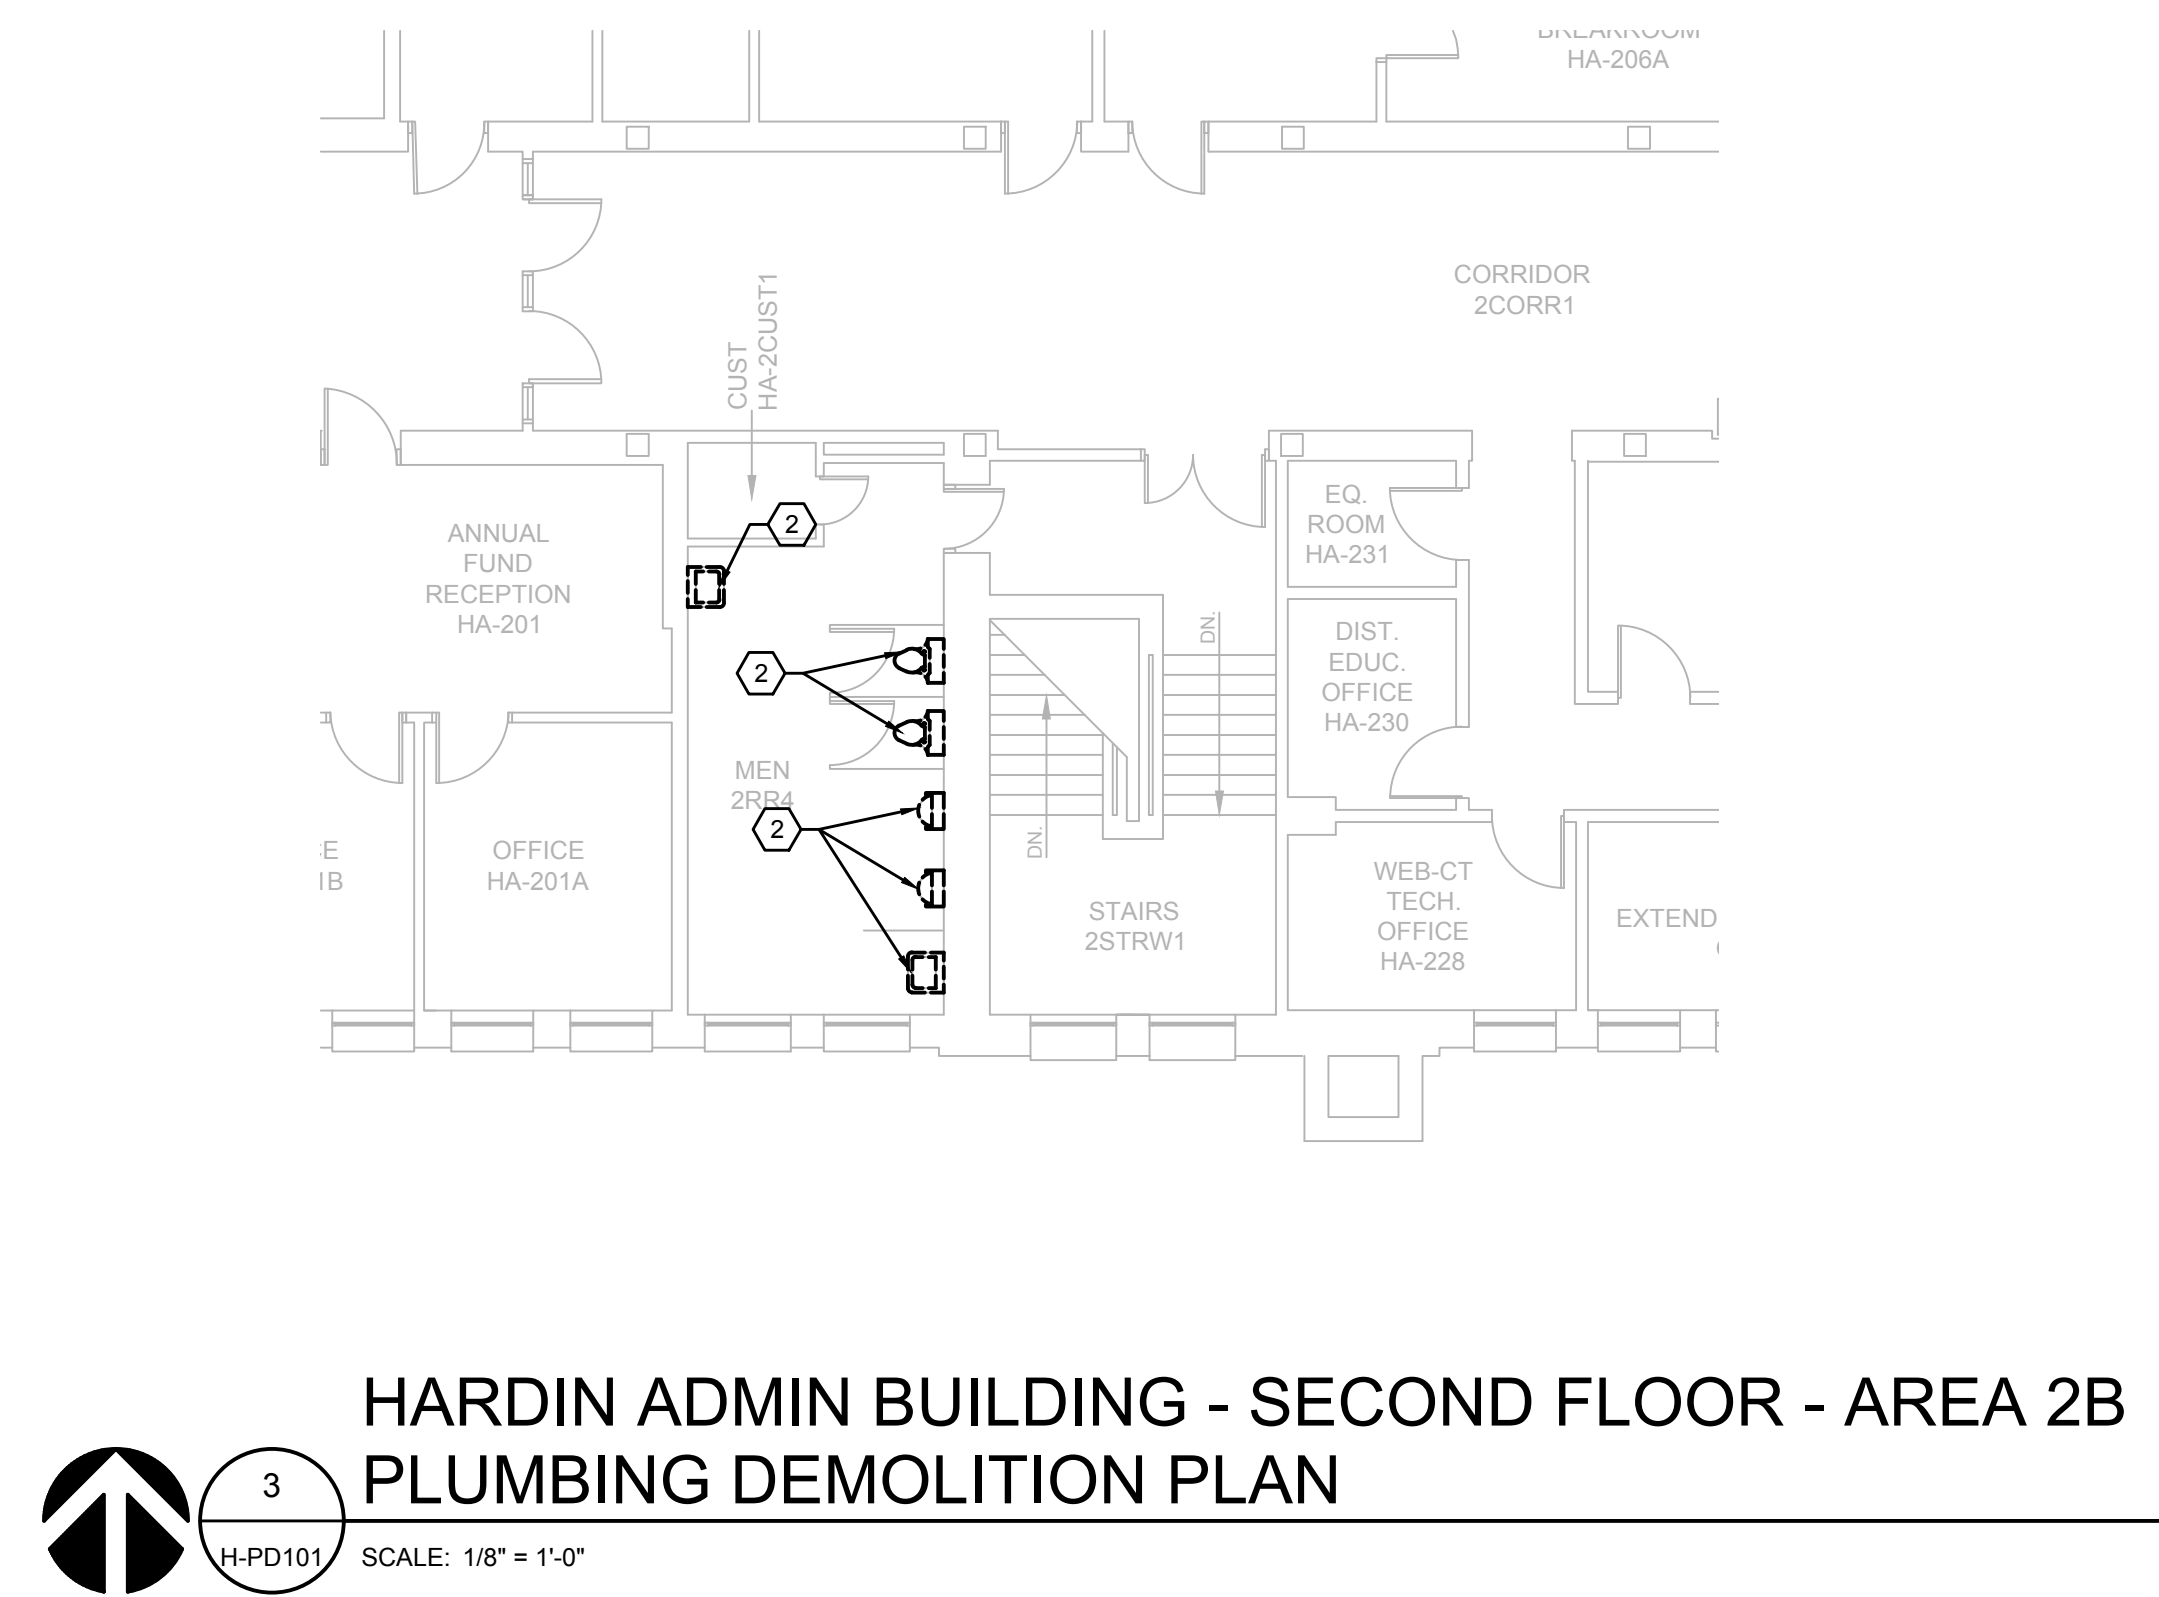 BREAKROOM
HA-206A
CORRIDOR
2CORR1
CUST
HA-2CUST1
ANNUAL
FUND
RECEPTION
HA-201
2
EQ.
ROOM
HA-231
DN.
DIST.
EDUC.
OFFICE
HA-230
2
MEN
2RR4
2
DN.
E
1B
OFFICE
HA-201A
STAIRS
2STRW1
WEB-CT
TECH.
OFFICE
HA-228
EXTEND
HARDIN ADMIN BUILDING - SECOND FLOOR - AREA 2B
PLUMBING DEMOLITION PLAN
3
H-PD101
SCALE: 1/8" = 1'-0"